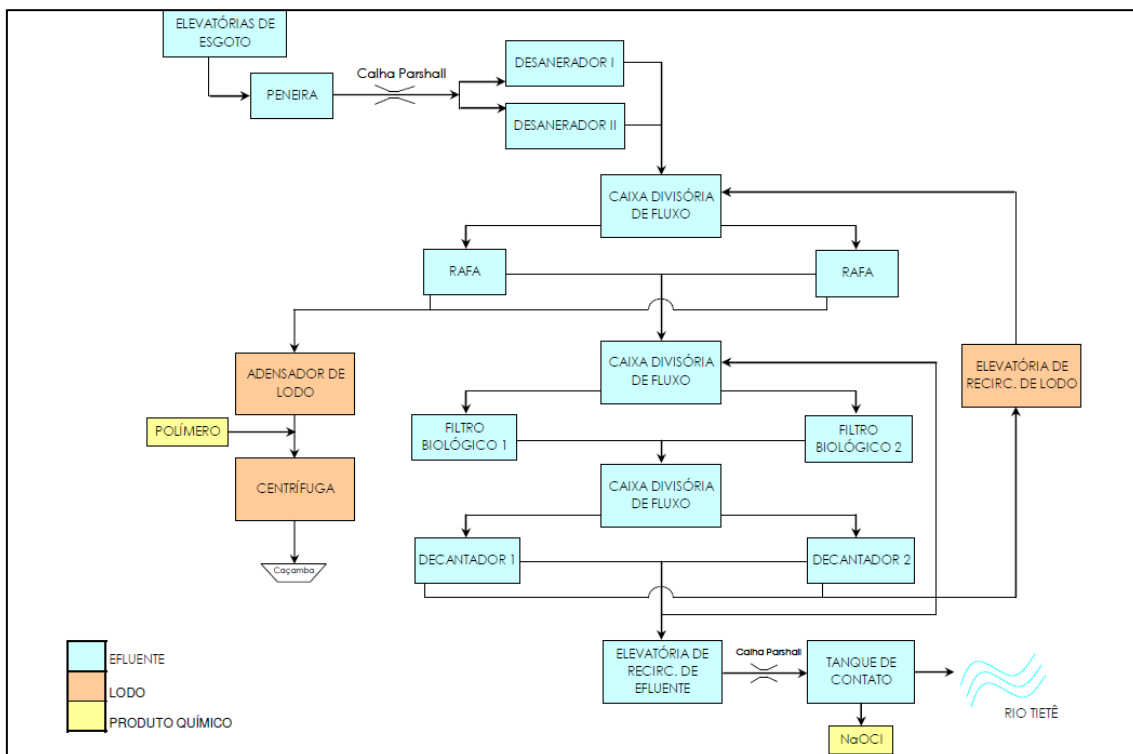 ELEVATÓRIAS DE
ESGOTO
PENEIRA
Calha Parshall
DESANERADOR I
DESANERADOR II
CAIXA DIVISÓRIA
DE FLUXO
RAFA
RAFA
CAIXA DIVISÓRIA
DE FLUXO
ADENSADOR DE
LODO
ELEVATÓRIA DE
RECIRC. DE LODO
POLÍMERO
FILTRO
BIOLÓGICO 1
FILTRO
BIOLÓGICO 2
CENTRÍFUGA
CAIXA DIVISÓRIA
DE FLUXO
DECANTADOR 1
DECANTADOR 2
Caçamba
EFLUENTE
LODO
PRODUTO QUÍMICO
ELEVATÓRIA DE
RECIRC. DE
EFLUENTE
Calha Parshall
TANQUE DE
CONTATO
RIO TIETÊ
NaOCl